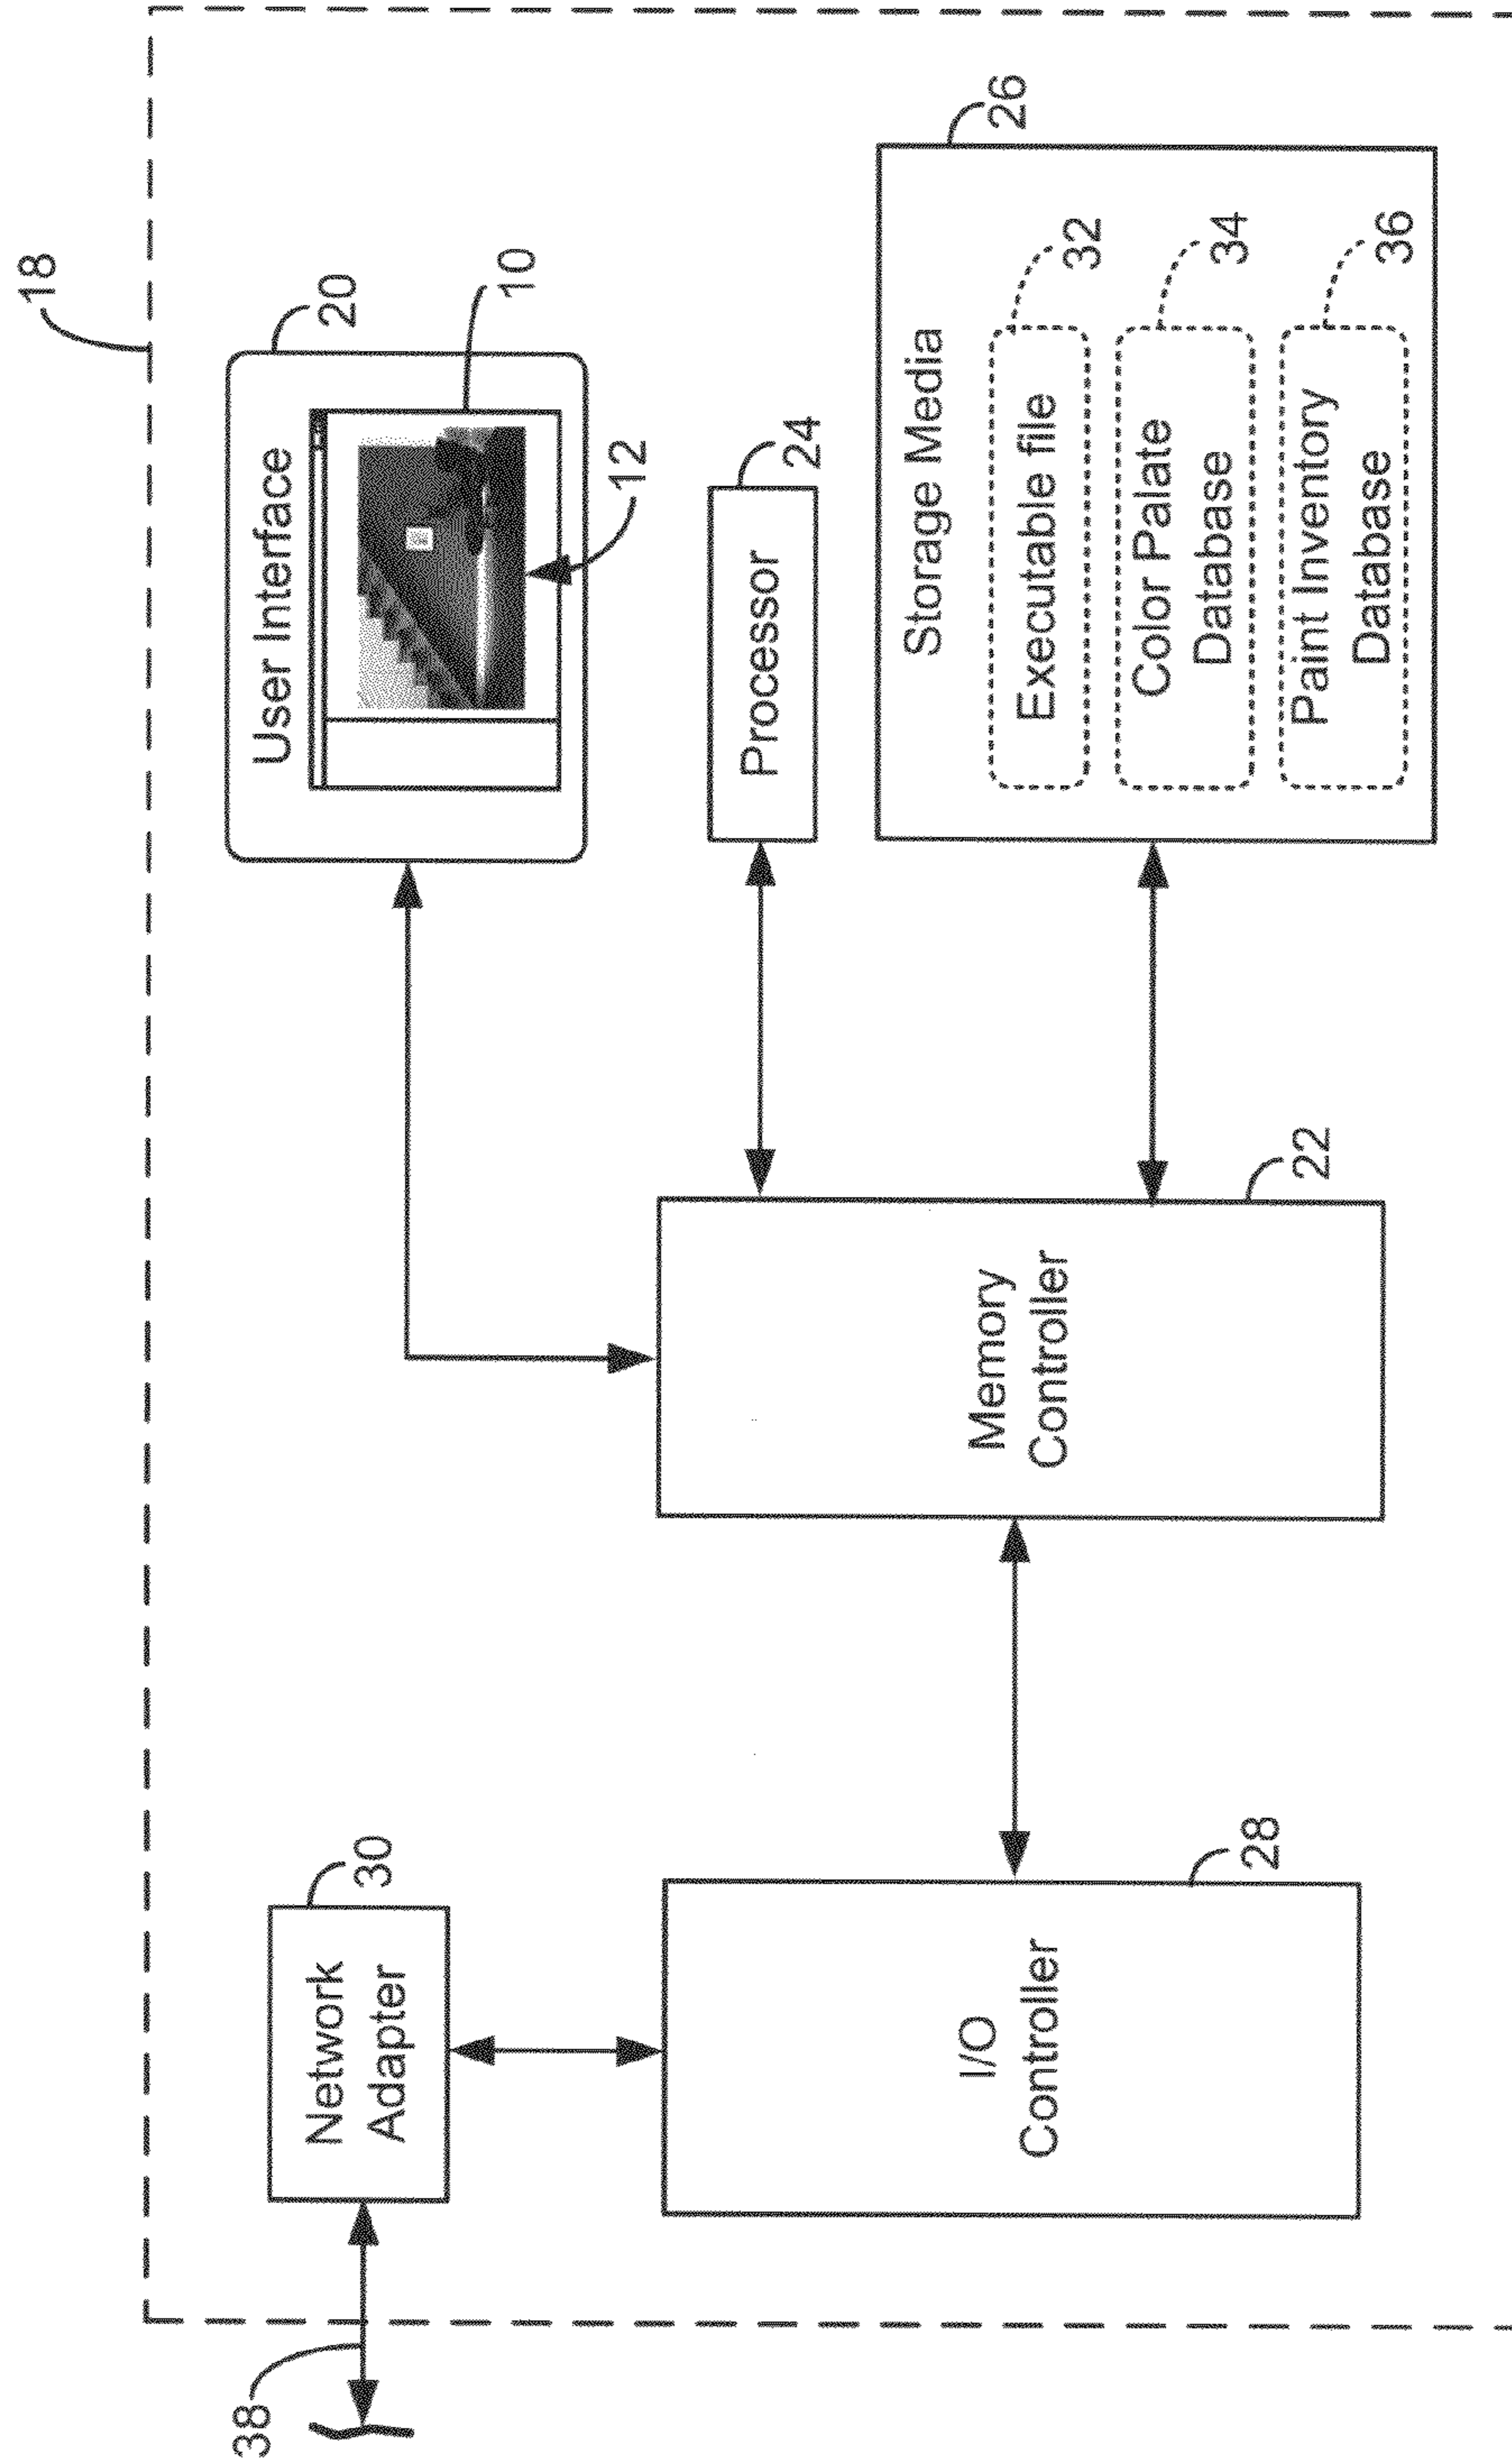 18
User Interface
20
10
12
Processor
24
Storage Media
26
Executable file
32
Color Palate
Database
34
Paint Inventory
Database
36
Memory
Controller
22
Network
Adapter
30
38
I/O
Controller
28